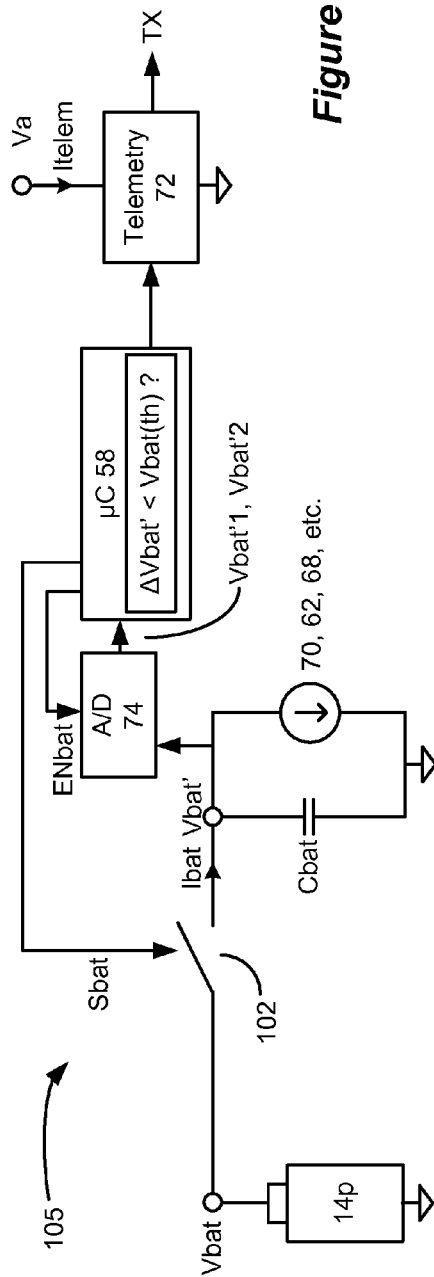 105
Vbat
14p
Sbat
102
Ibat
Vbat'
Cbat
70, 62, 68, etc.
ENbat
A/D
74
Vbat'1, Vbat'2
µC 58
ΔVbat' < Vbat(th) ?
Va
Itelem
Telemetry
72
TX
Figure